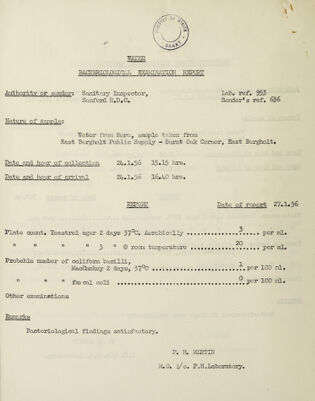 MINISTRY OF HEALTH
LIBRARY
WATER
BACTERIOLOGICAL EXAMINATION REPORT
Authority or sender: Sanitary Inspector, Lab. ref. 953
Samford R.D.C. Sender's ref. 636
Nature of Sample:
Water from Bore, sample taken from
East Bergholt Public Supply - Burnt Oak Corner, East Bergholt.
Date and hour of collection 24.1.56 15.15 hrs.
Date and hour of arrival 24.1.56 16.40 hrs.
REPORT Date of report 27.1.56
Plate count. Yeastrel agar 2 days 37°C. Aerobically ..................3.......per ml.
" " " " 3 " @ room temperature ..........20.......per ml.
Probable number of coliform bacilli,
MacConkey 2 days, 37°C ...................1.......per 100 ml.
" " " faecal coli ...................0.......per 100 ml.
Other examinations
Remarks
Bacteriological findings satisfactory.
P. H. MARTIN
M.O. i/c. P.H.Laboratory.